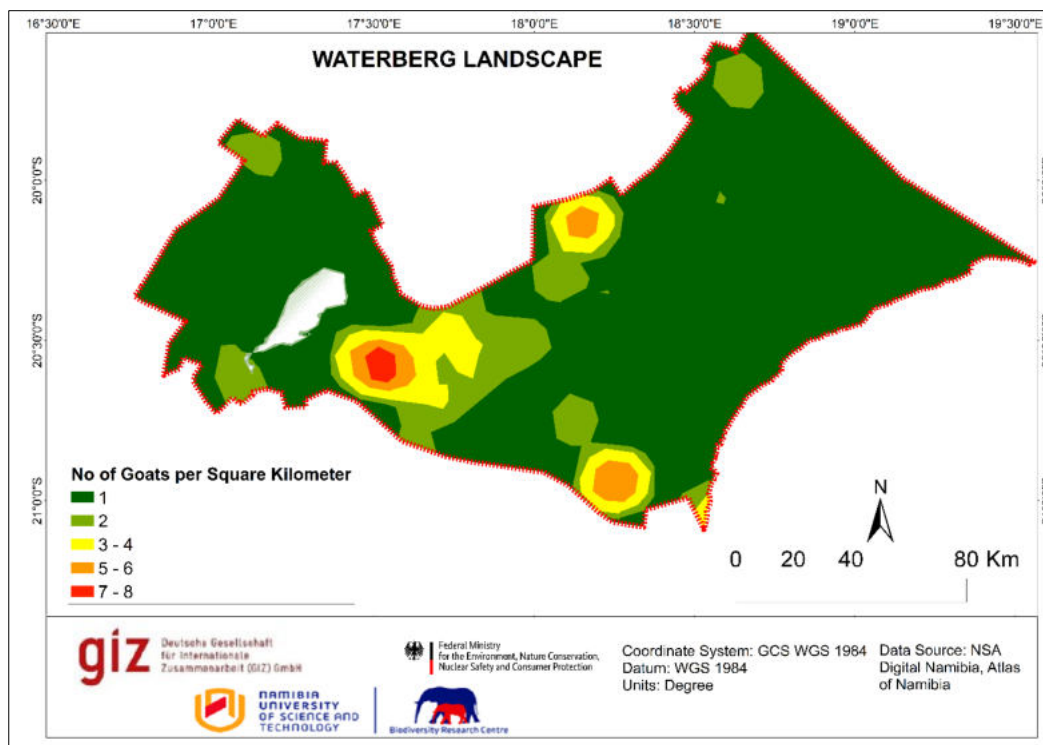 16°30'0"E 17°0'0"E 17°30'0"E 18°0'0"E 18°30'0"E 19°0'0"E 19°30'0"E
WATERBERG LANDSCAPE
20°0'0"S
20°30'0"S
21°0'0"S
No of Goats per Square Kilometer
1
2
3 - 4
5 - 6
7 - 8
N
0 20 40 80 Km
giz
Deutsche Gesellschaft
für Internationale
Zusammenarbeit (GIZ) GmbH
Federal Ministry
for the Environment, Nature Conservation,
Nuclear Safety and Consumer Protection
NAMIBIA
UNIVERSITY
OF SCIENCE AND
TECHNOLOGY
Biodiversity Research Centre
Coordinate System: GCS WGS 1984
Datum: WGS 1984
Units: Degree
Data Source: NSA
Digital Namibia, Atlas
of Namibia